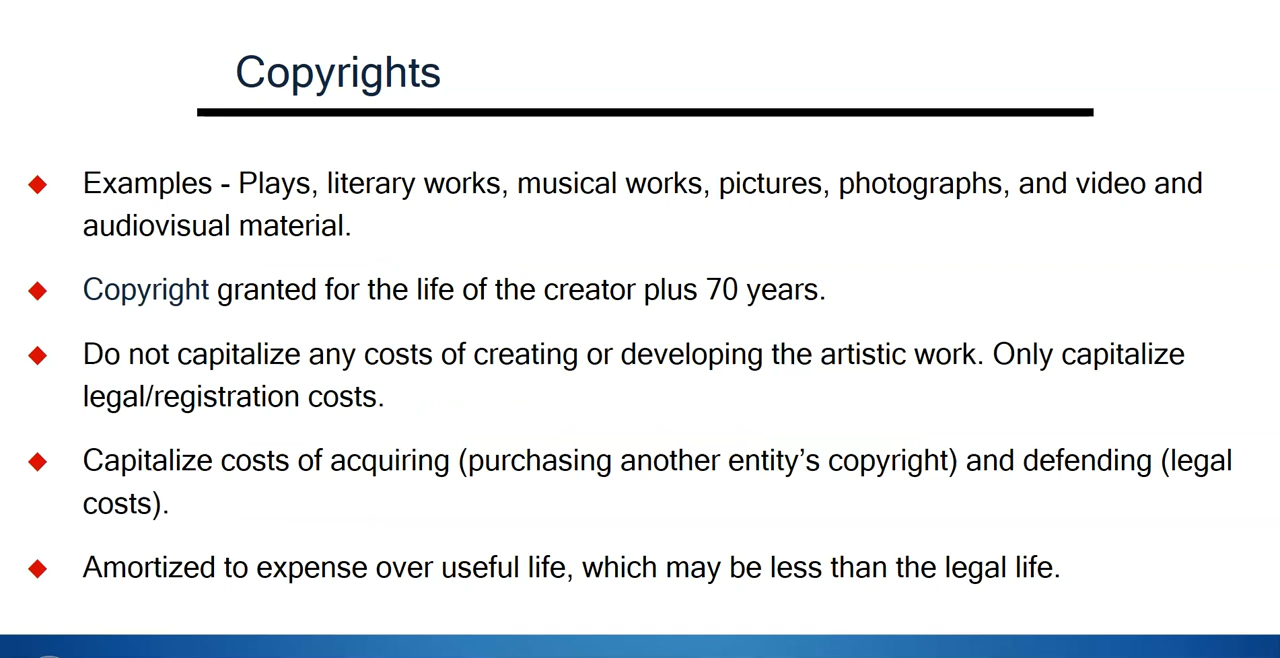 Copyrights
Examples - Plays, literary works, musical works, pictures, photographs, and video and
audiovisual material.
Copyright granted for the life of the creator plus 70 years.
Do not capitalize any costs of creating or developing the artistic work. Only capitalize
legal/registration costs.
Capitalize costs of acquiring (purchasing another entity’s copyright) and defending (legal
costs).
Amortized to expense over useful life, which may be less than the legal life.